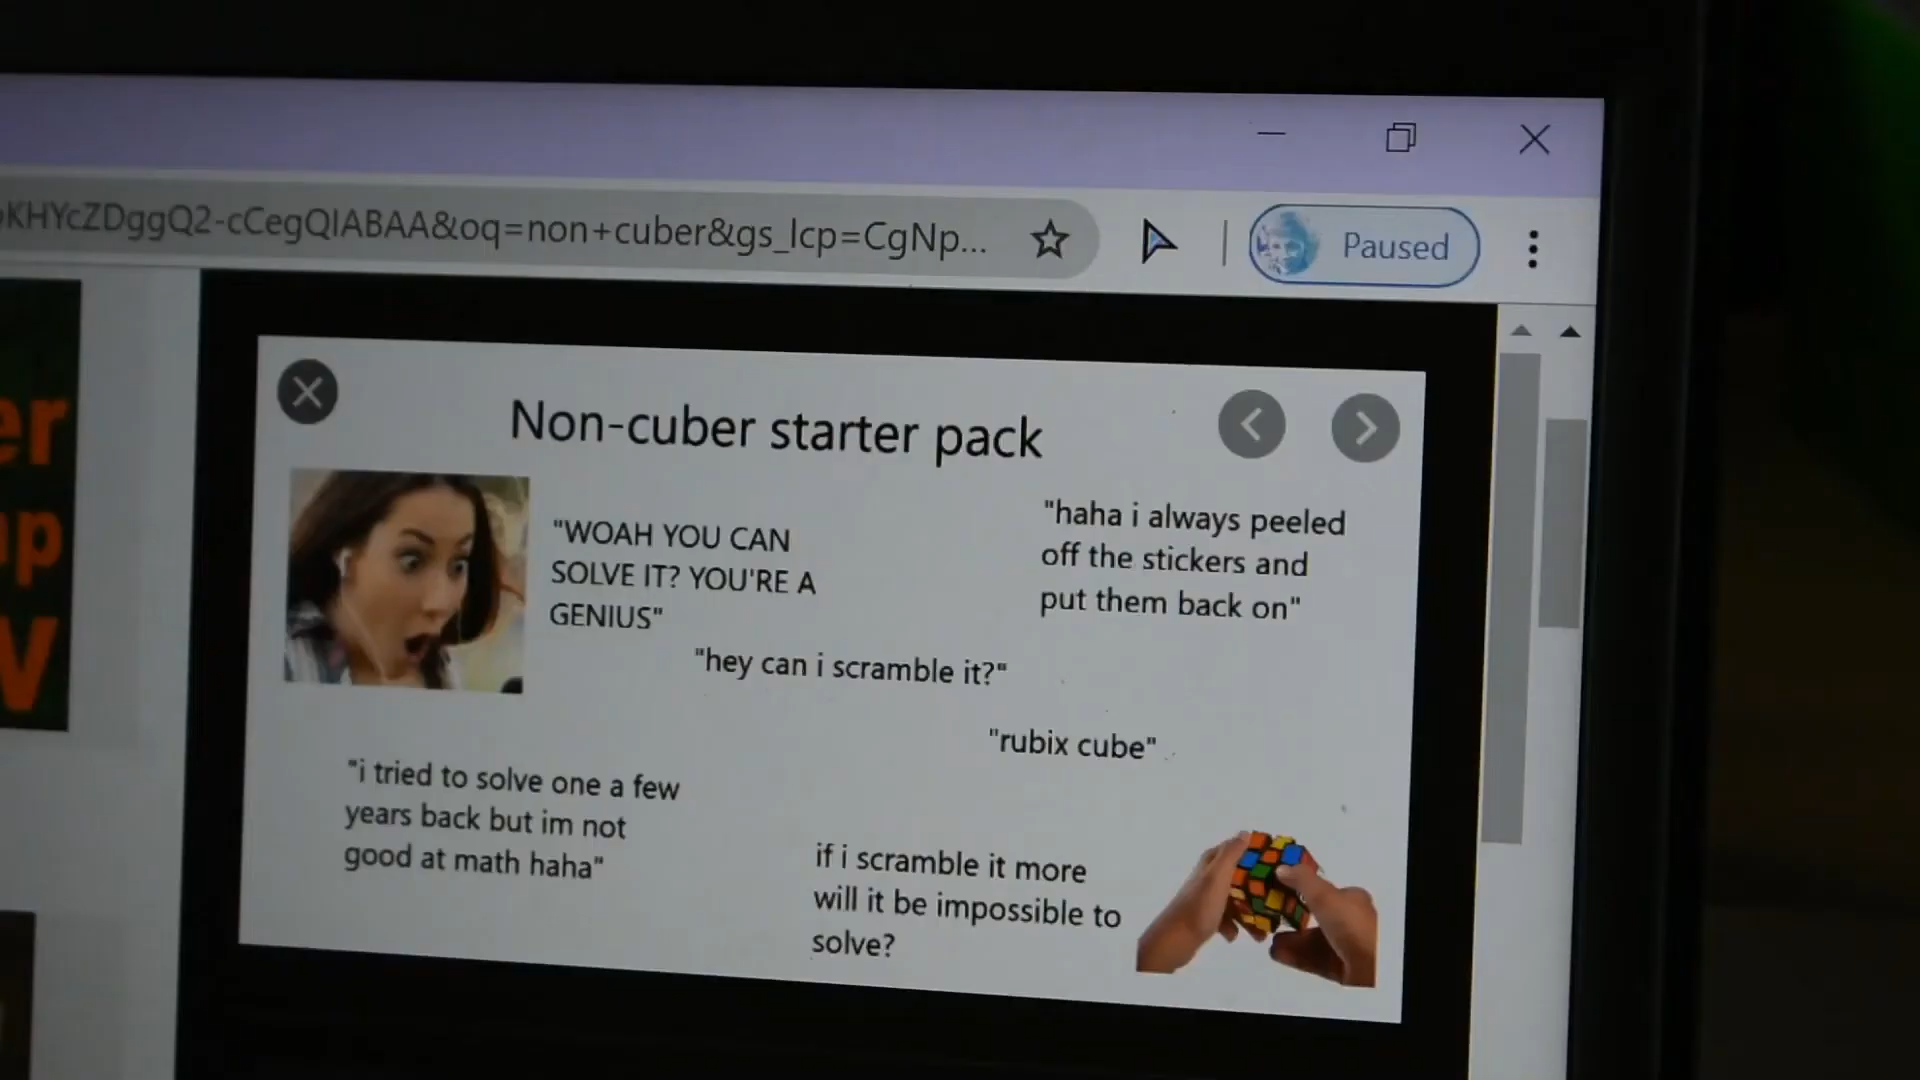 KHYcZDggQ2-cCegQIABAA&oq=non+cuber&gs_lcp=CgNp...
Paused
er
Non-cuber starter pack
"WOAH YOU CAN
SOLVE IT? YOU'RE A
GENIUS"
"haha i always peeled
off the stickers and
put them back on"
"hey can i scramble it?"
"rubix cube"
"i tried to solve one a few
years back but im not
good at math haha"
if i scramble it more
will it be impossible to
solve?